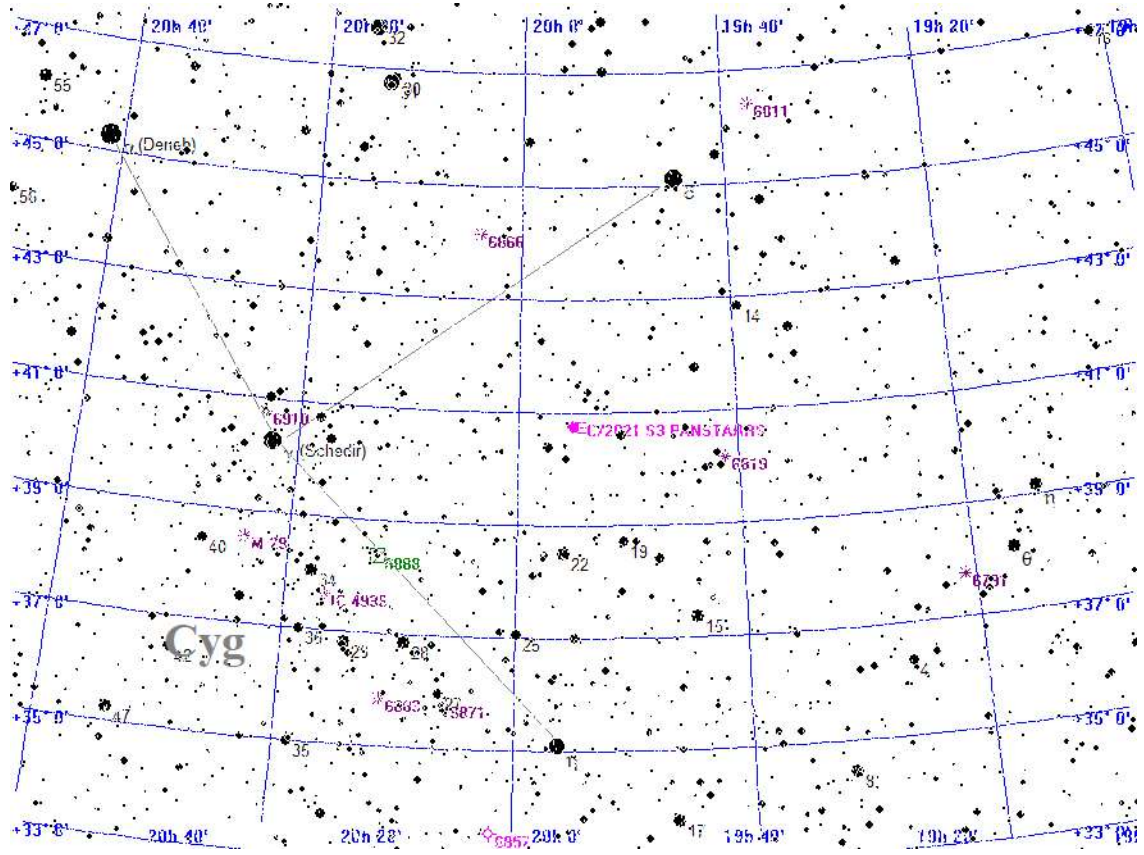 20h 40'
20h 20'
20h 0'
19h 40'
19h 20'
32
55
+45° 0'
(Deneb)
6811
+45° 0'
56
6866
+43° 0'
+43° 0'
14
+41° 0'
+41° 0'
6910
C/2021 S3 PANSTARRS
γ (Schedir)
6819
+39° 0'
η
+39° 0'
40
M 29
6888
22
19
6
34
IC 4996
6791
+37° 0'
15
+37° 0'
36
29
28
25
Cyg
42
4
6883
27
6871
47
+35° 0'
35
η
+35° 0'
8
17
+33° 0'
20h 40'
20h 20'
6857
20h 0'
19h 40'
19h 20'
+33° 0'